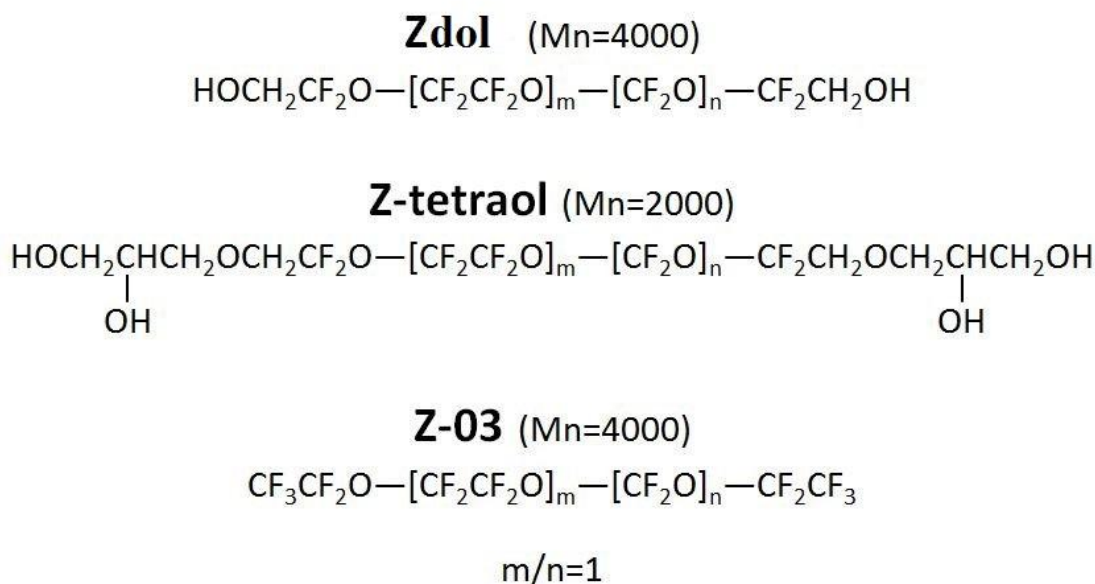 Zdol (Mn=4000)
HOCH₂CF₂O—[CF₂CF₂O]ₘ—[CF₂O]ₙ—CF₂CH₂OH
Z-tetraol (Mn=2000)
HOCH₂CHCH₂OCH₂CF₂O—[CF₂CF₂O]ₘ—[CF₂O]ₙ—CF₂CH₂OCH₂CHCH₂OH
OH OH
Z-03 (Mn=4000)
CF₃CF₂O—[CF₂CF₂O]ₘ—[CF₂O]ₙ—CF₂CF₃
m/n=1